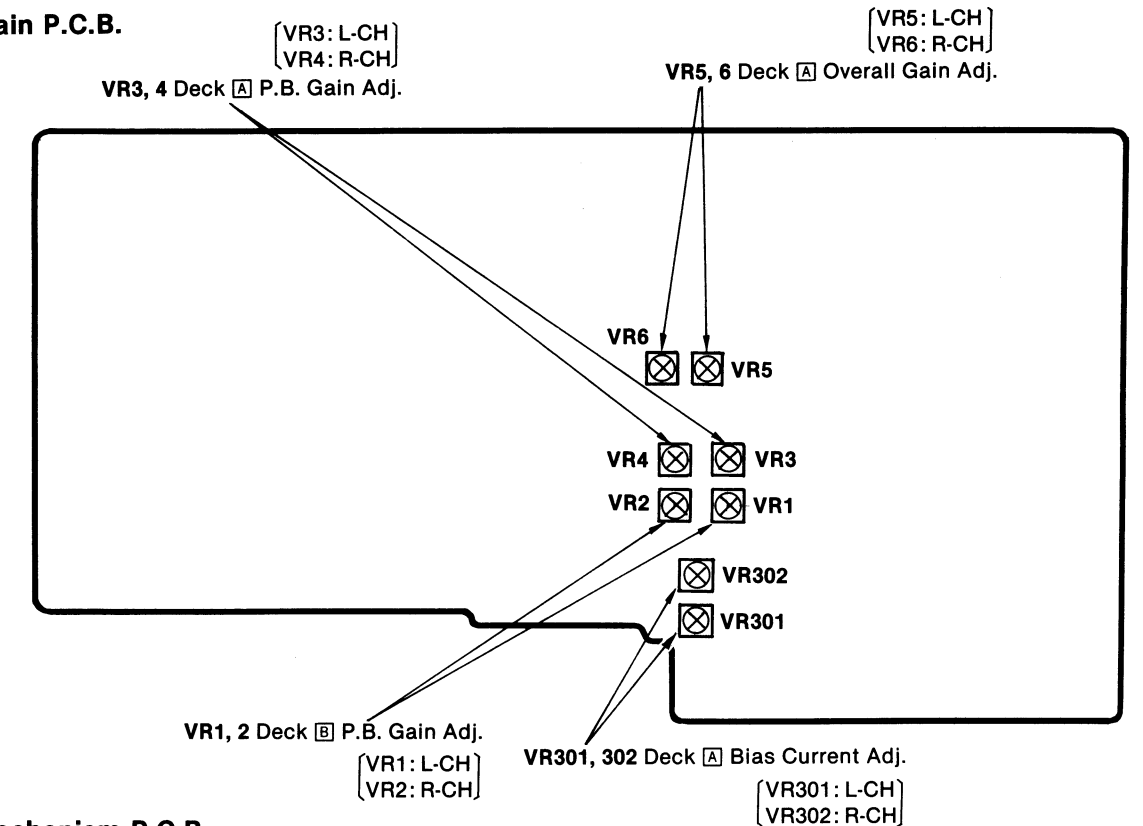 P.C.B.
VR3: L-CH
VR4: R-CH
VR3, 4 Deck A P.B. Gain Adj.
VR5: L-CH
VR6: R-CH
VR5, 6 Deck A Overall Gain Adj.
VR6
VR5
VR4
VR3
VR2
VR1
VR302
VR301
VR1, 2 Deck B P.B. Gain Adj.
VR1: L-CH
VR2: R-CH
VR301, 302 Deck A Bias Current Adj.
VR301: L-CH
VR302: R-CH